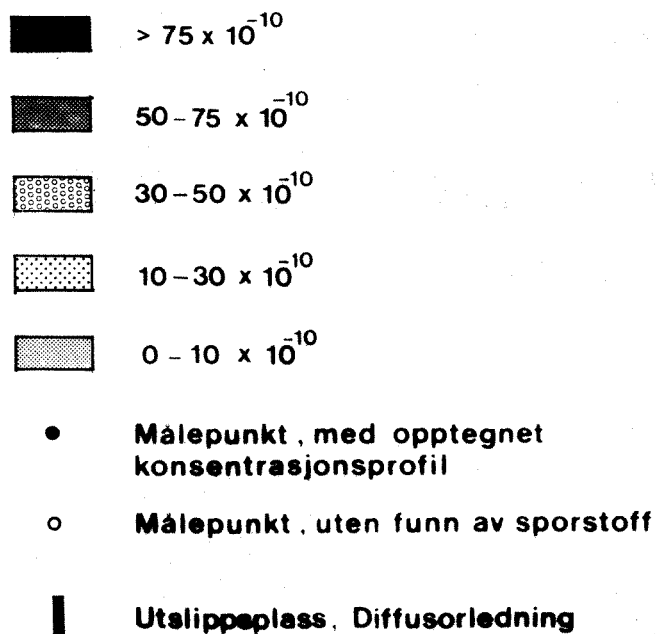 > 75 x 10⁻¹⁰
50-75 x 10⁻¹⁰
30-50 x 10⁻¹⁰
10-30 x 10⁻¹⁰
0-10 x 10⁻¹⁰
Målepunkt, med opptegnet
konsentrasjonsprofil
Målepunkt, uten funn av sporstoff
Utslippsplass, Diffusorledning